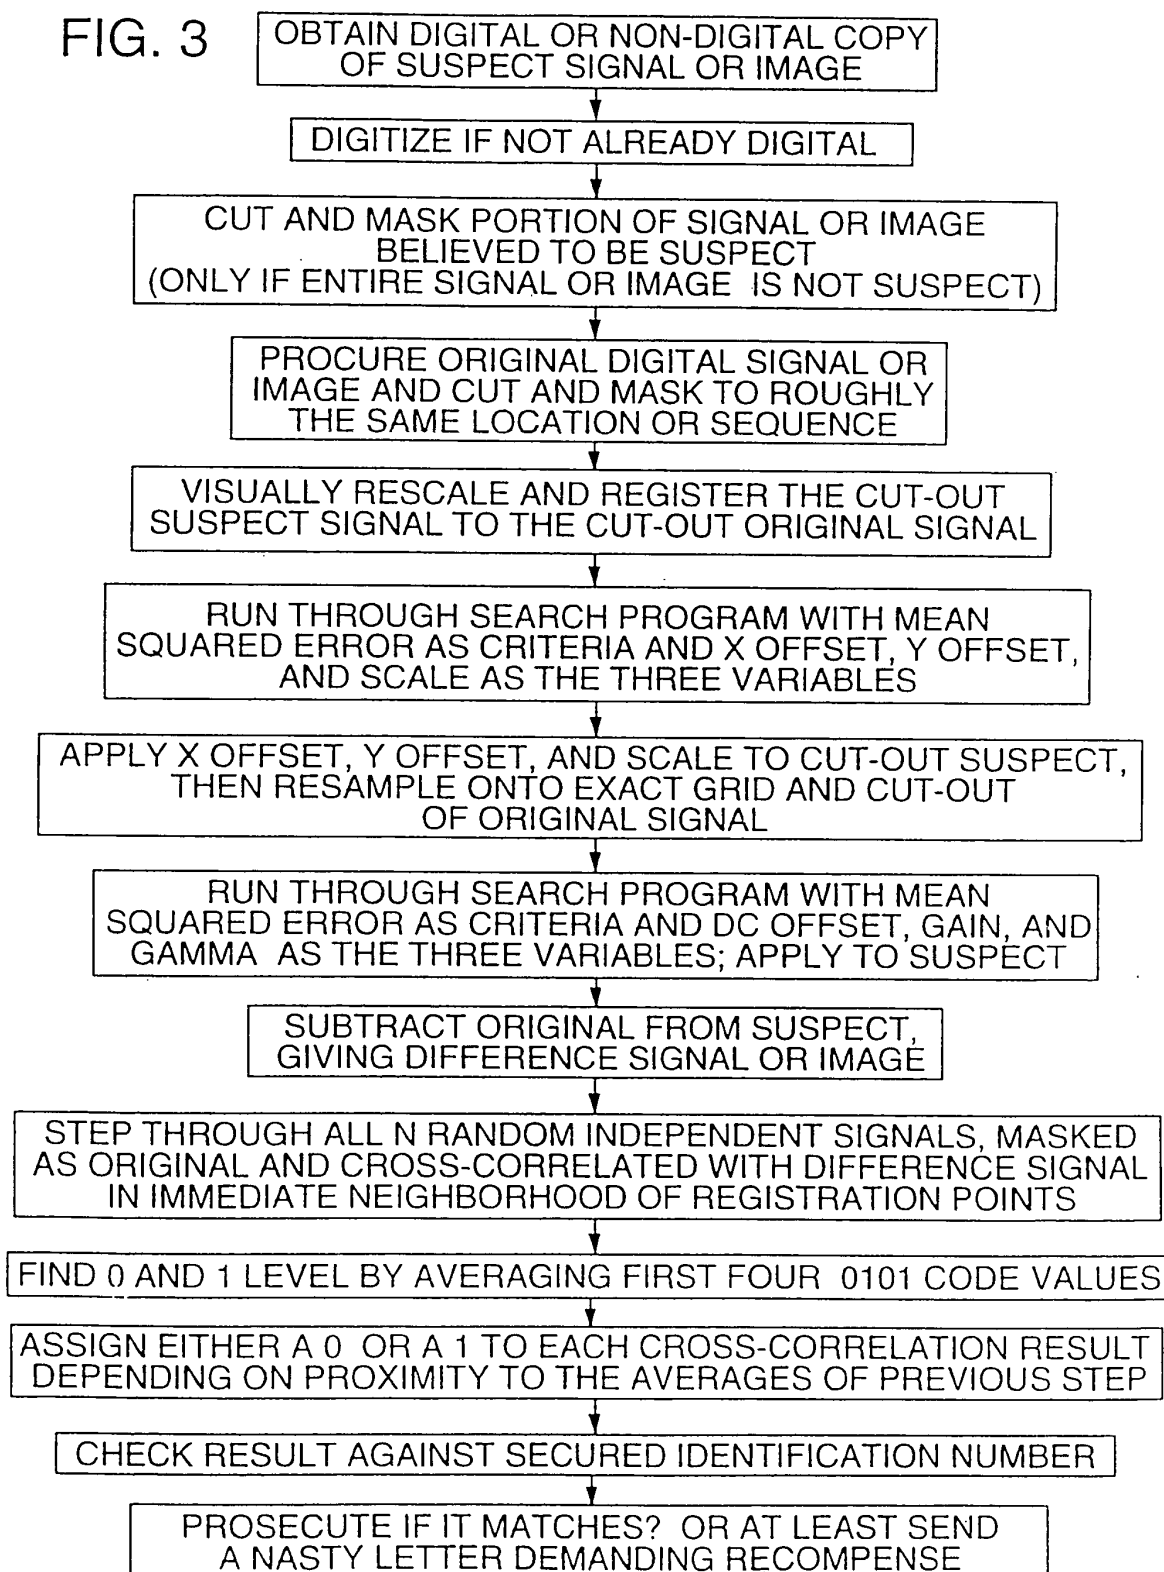 FIG. 3
OBTAIN DIGITAL OR NON-DIGITAL COPY
OF SUSPECT SIGNAL OR IMAGE
DIGITIZE IF NOT ALREADY DIGITAL
CUT AND MASK PORTION OF SIGNAL OR IMAGE
BELIEVED TO BE SUSPECT
(ONLY IF ENTIRE SIGNAL OR IMAGE IS NOT SUSPECT)
PROCURE ORIGINAL DIGITAL SIGNAL OR
IMAGE AND CUT AND MASK TO ROUGHLY
THE SAME LOCATION OR SEQUENCE
VISUALLY RESCALE AND REGISTER THE CUT-OUT
SUSPECT SIGNAL TO THE CUT-OUT ORIGINAL SIGNAL
RUN THROUGH SEARCH PROGRAM WITH MEAN
SQUARED ERROR AS CRITERIA AND X OFFSET, Y OFFSET,
AND SCALE AS THE THREE VARIABLES
APPLY X OFFSET, Y OFFSET, AND SCALE TO CUT-OUT SUSPECT,
THEN RESAMPLE ONTO EXACT GRID AND CUT-OUT
OF ORIGINAL SIGNAL
RUN THROUGH SEARCH PROGRAM WITH MEAN
SQUARED ERROR AS CRITERIA AND DC OFFSET, GAIN, AND
GAMMA AS THE THREE VARIABLES; APPLY TO SUSPECT
SUBTRACT ORIGINAL FROM SUSPECT,
GIVING DIFFERENCE SIGNAL OR IMAGE
STEP THROUGH ALL N RANDOM INDEPENDENT SIGNALS, MASKED
AS ORIGINAL AND CROSS-CORRELATED WITH DIFFERENCE SIGNAL
IN IMMEDIATE NEIGHBORHOOD OF REGISTRATION POINTS
FIND 0 AND 1 LEVEL BY AVERAGING FIRST FOUR 0101 CODE VALUES
ASSIGN EITHER A 0 OR A 1 TO EACH CROSS-CORRELATION RESULT
DEPENDING ON PROXIMITY TO THE AVERAGES OF PREVIOUS STEP
CHECK RESULT AGAINST SECURED IDENTIFICATION NUMBER
PROSECUTE IF IT MATCHES? OR AT LEAST SEND
A NASTY LETTER DEMANDING RECOMPENSE